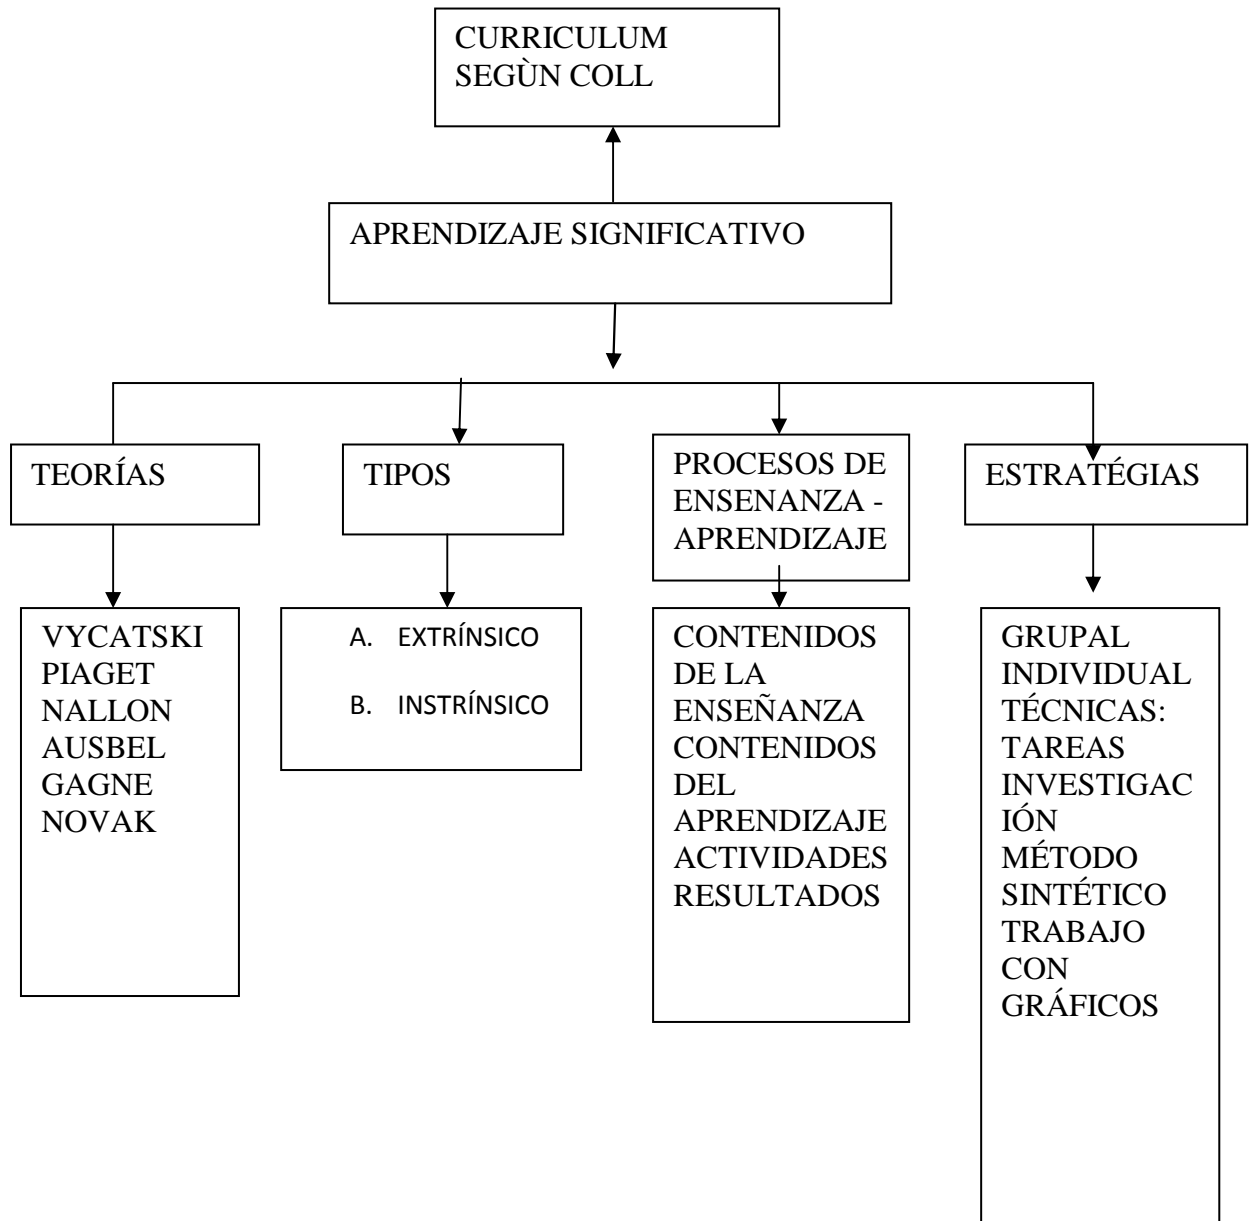 CURRICULUM
SEGÙN COLL
APRENDIZAJE SIGNIFICATIVO
TEORÍAS
TIPOS
PROCESOS DE
ENSENANZA -
APRENDIZAJE
ESTRATÉGIAS
VYCATSKI
PIAGET
NALLON
AUSBEL
GAGNE
NOVAK
A. EXTRÍNSICO
B. INSTRÍNSICO
CONTENIDOS
DE LA
ENSEÑANZA
CONTENIDOS
DEL
APRENDIZAJE
ACTIVIDADES
RESULTADOS
GRUPAL
INDIVIDUAL
TÉCNICAS:
TAREAS
INVESTIGAC
IÓN
MÉTODO
SINTÉTICO
TRABAJO
CON
GRÁFICOS